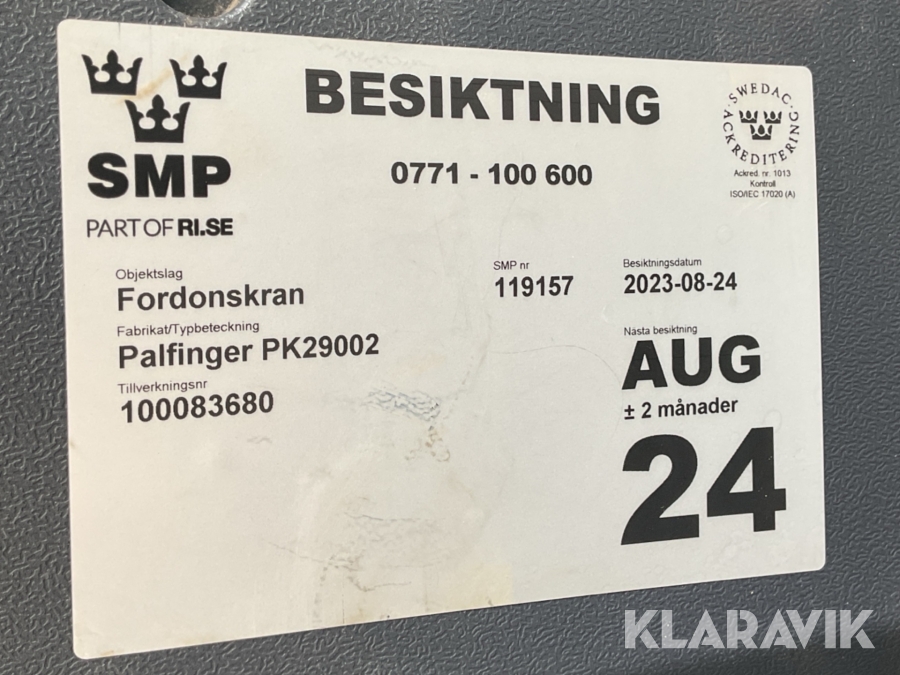 SMP
PART OF RI.SE
BESIKTNING
0771 - 100 600
SWEDAC
ACKREDITERING
Ackred. nr. 1013
Kontroll
ISO/IEC 17020 (A)
Objektslag
Fordonskran
Fabrikat/Typbeteckning
Palfinger PK29002
Tillverkningsnr
100083680
SMP nr
119157
Besiktningsdatum
2023-08-24
Nästa besiktning
AUG
± 2 månader
24
KLARAVIK